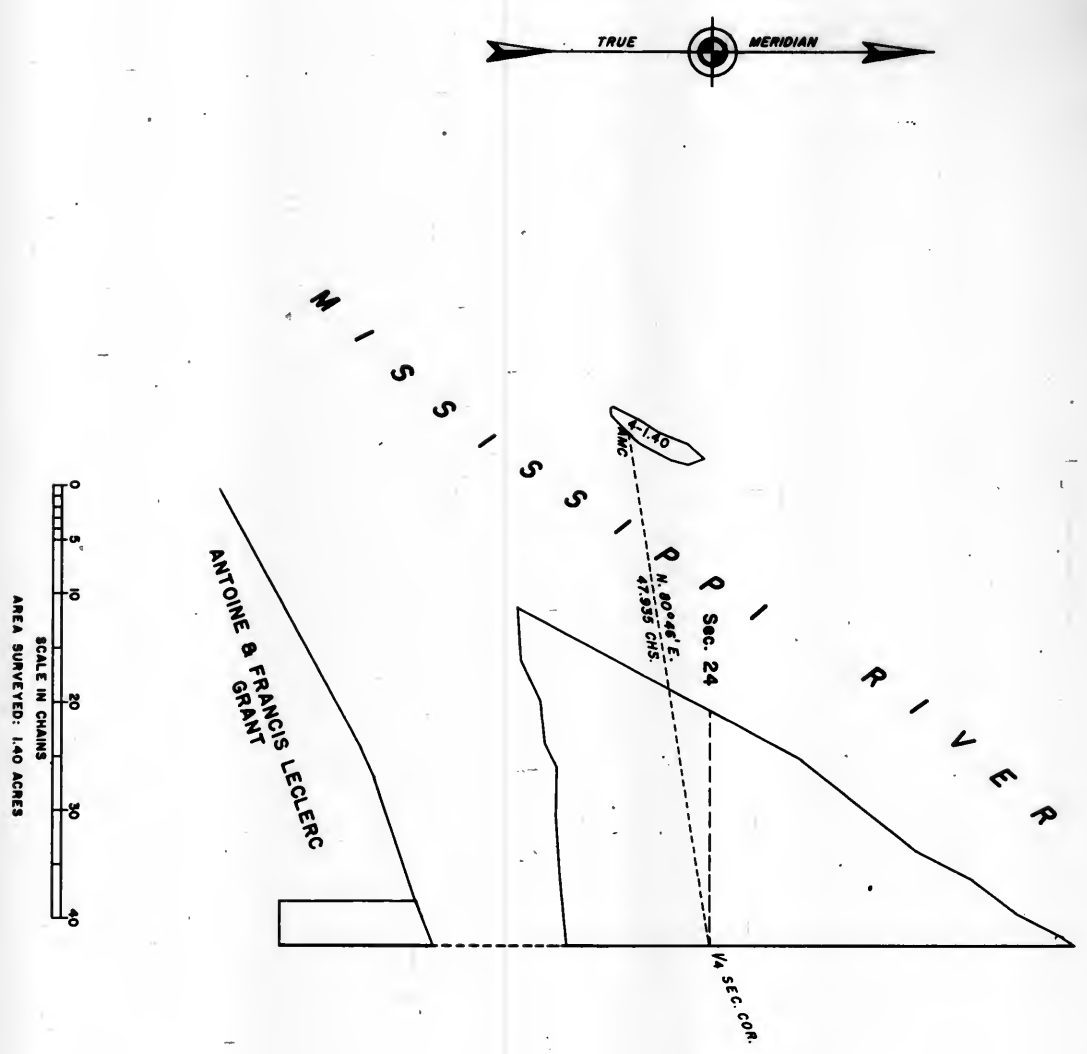 TRUE MERIDIAN
MISSISSIPPI RIVER
4-1.40
AMC
N. 80°46' E.
47.935 CHS.
Sec. 24
ANTOINE & FRANCIS LECLERC
GRANT
1/4 SEC. COR.
0 5 10 20 30 40
SCALE IN CHAINS
AREA SURVEYED: 1.40 ACRES